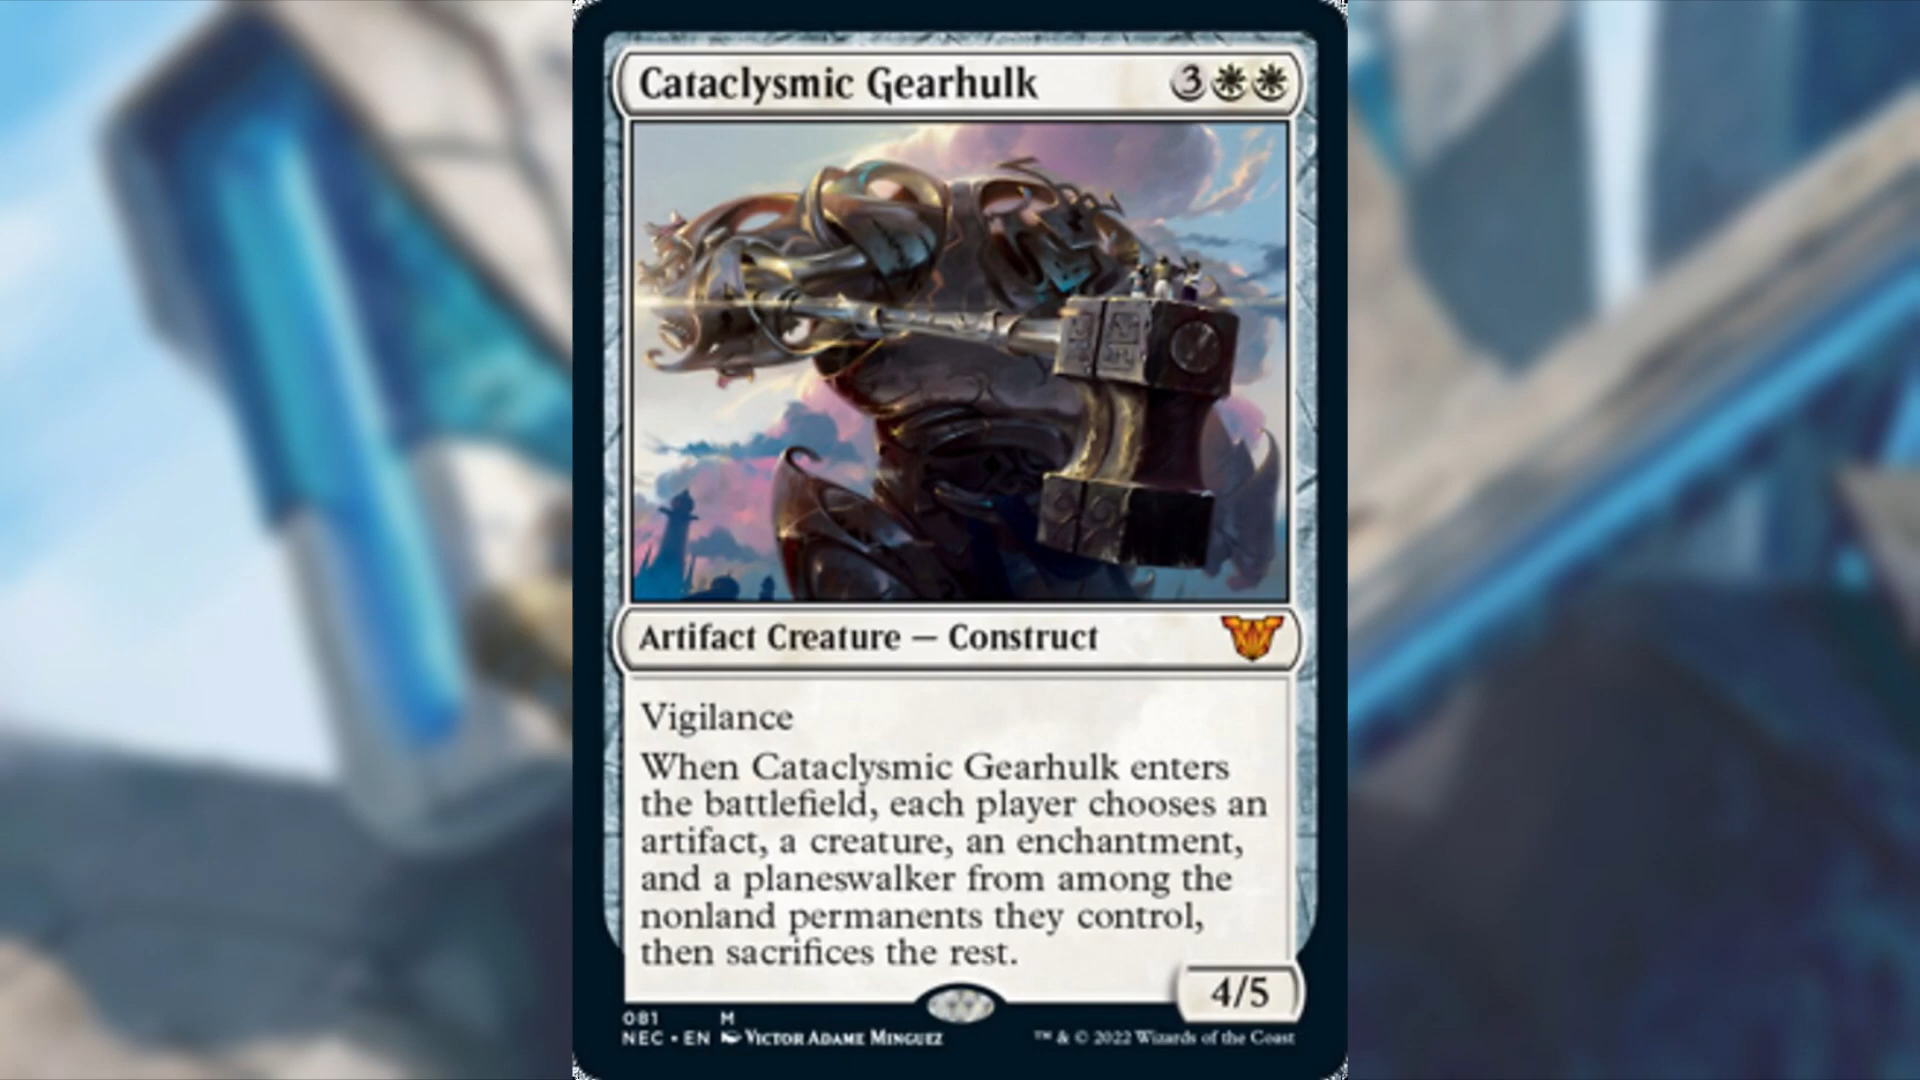 Cataclysmic Gearhulk 3
Artifact Creature — Construct
Vigilance
When Cataclysmic Gearhulk enters
the battlefield, each player chooses an
artifact, a creature, an enchantment,
and a planeswalker from among the
nonland permanents they control,
then sacrifices the rest.
4/5
081 M
NEC • EN Victor Adame Minguez
™ & © 2022 Wizards of the Coast